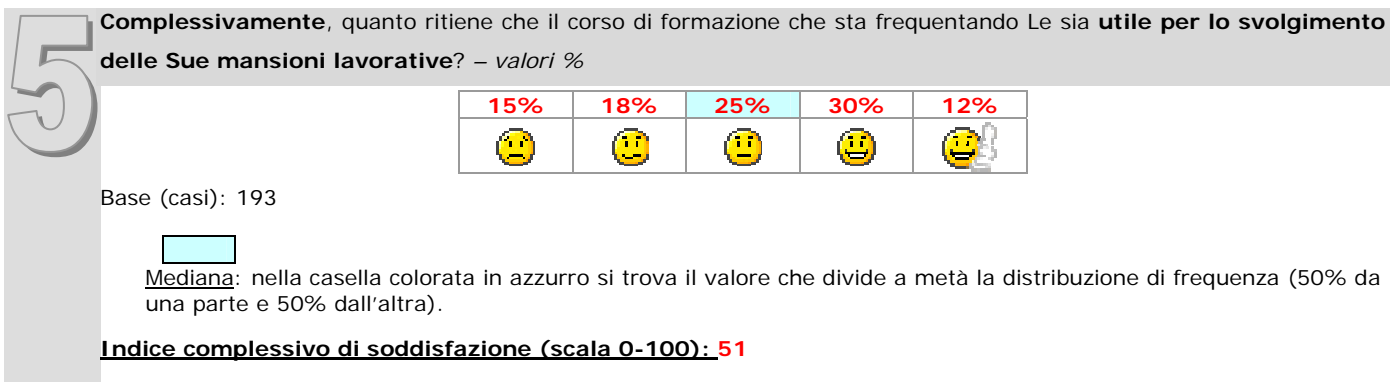 5
Complessivamente, quanto ritiene che il corso di formazione che sta frequentando Le sia utile per lo svolgimento
delle Sue mansioni lavorative? – valori %
15% 18% 25% 30% 12%
Base (casi): 193
Mediana: nella casella colorata in azzurro si trova il valore che divide a metà la distribuzione di frequenza (50% da
una parte e 50% dall'altra).
Indice complessivo di soddisfazione (scala 0-100): 51